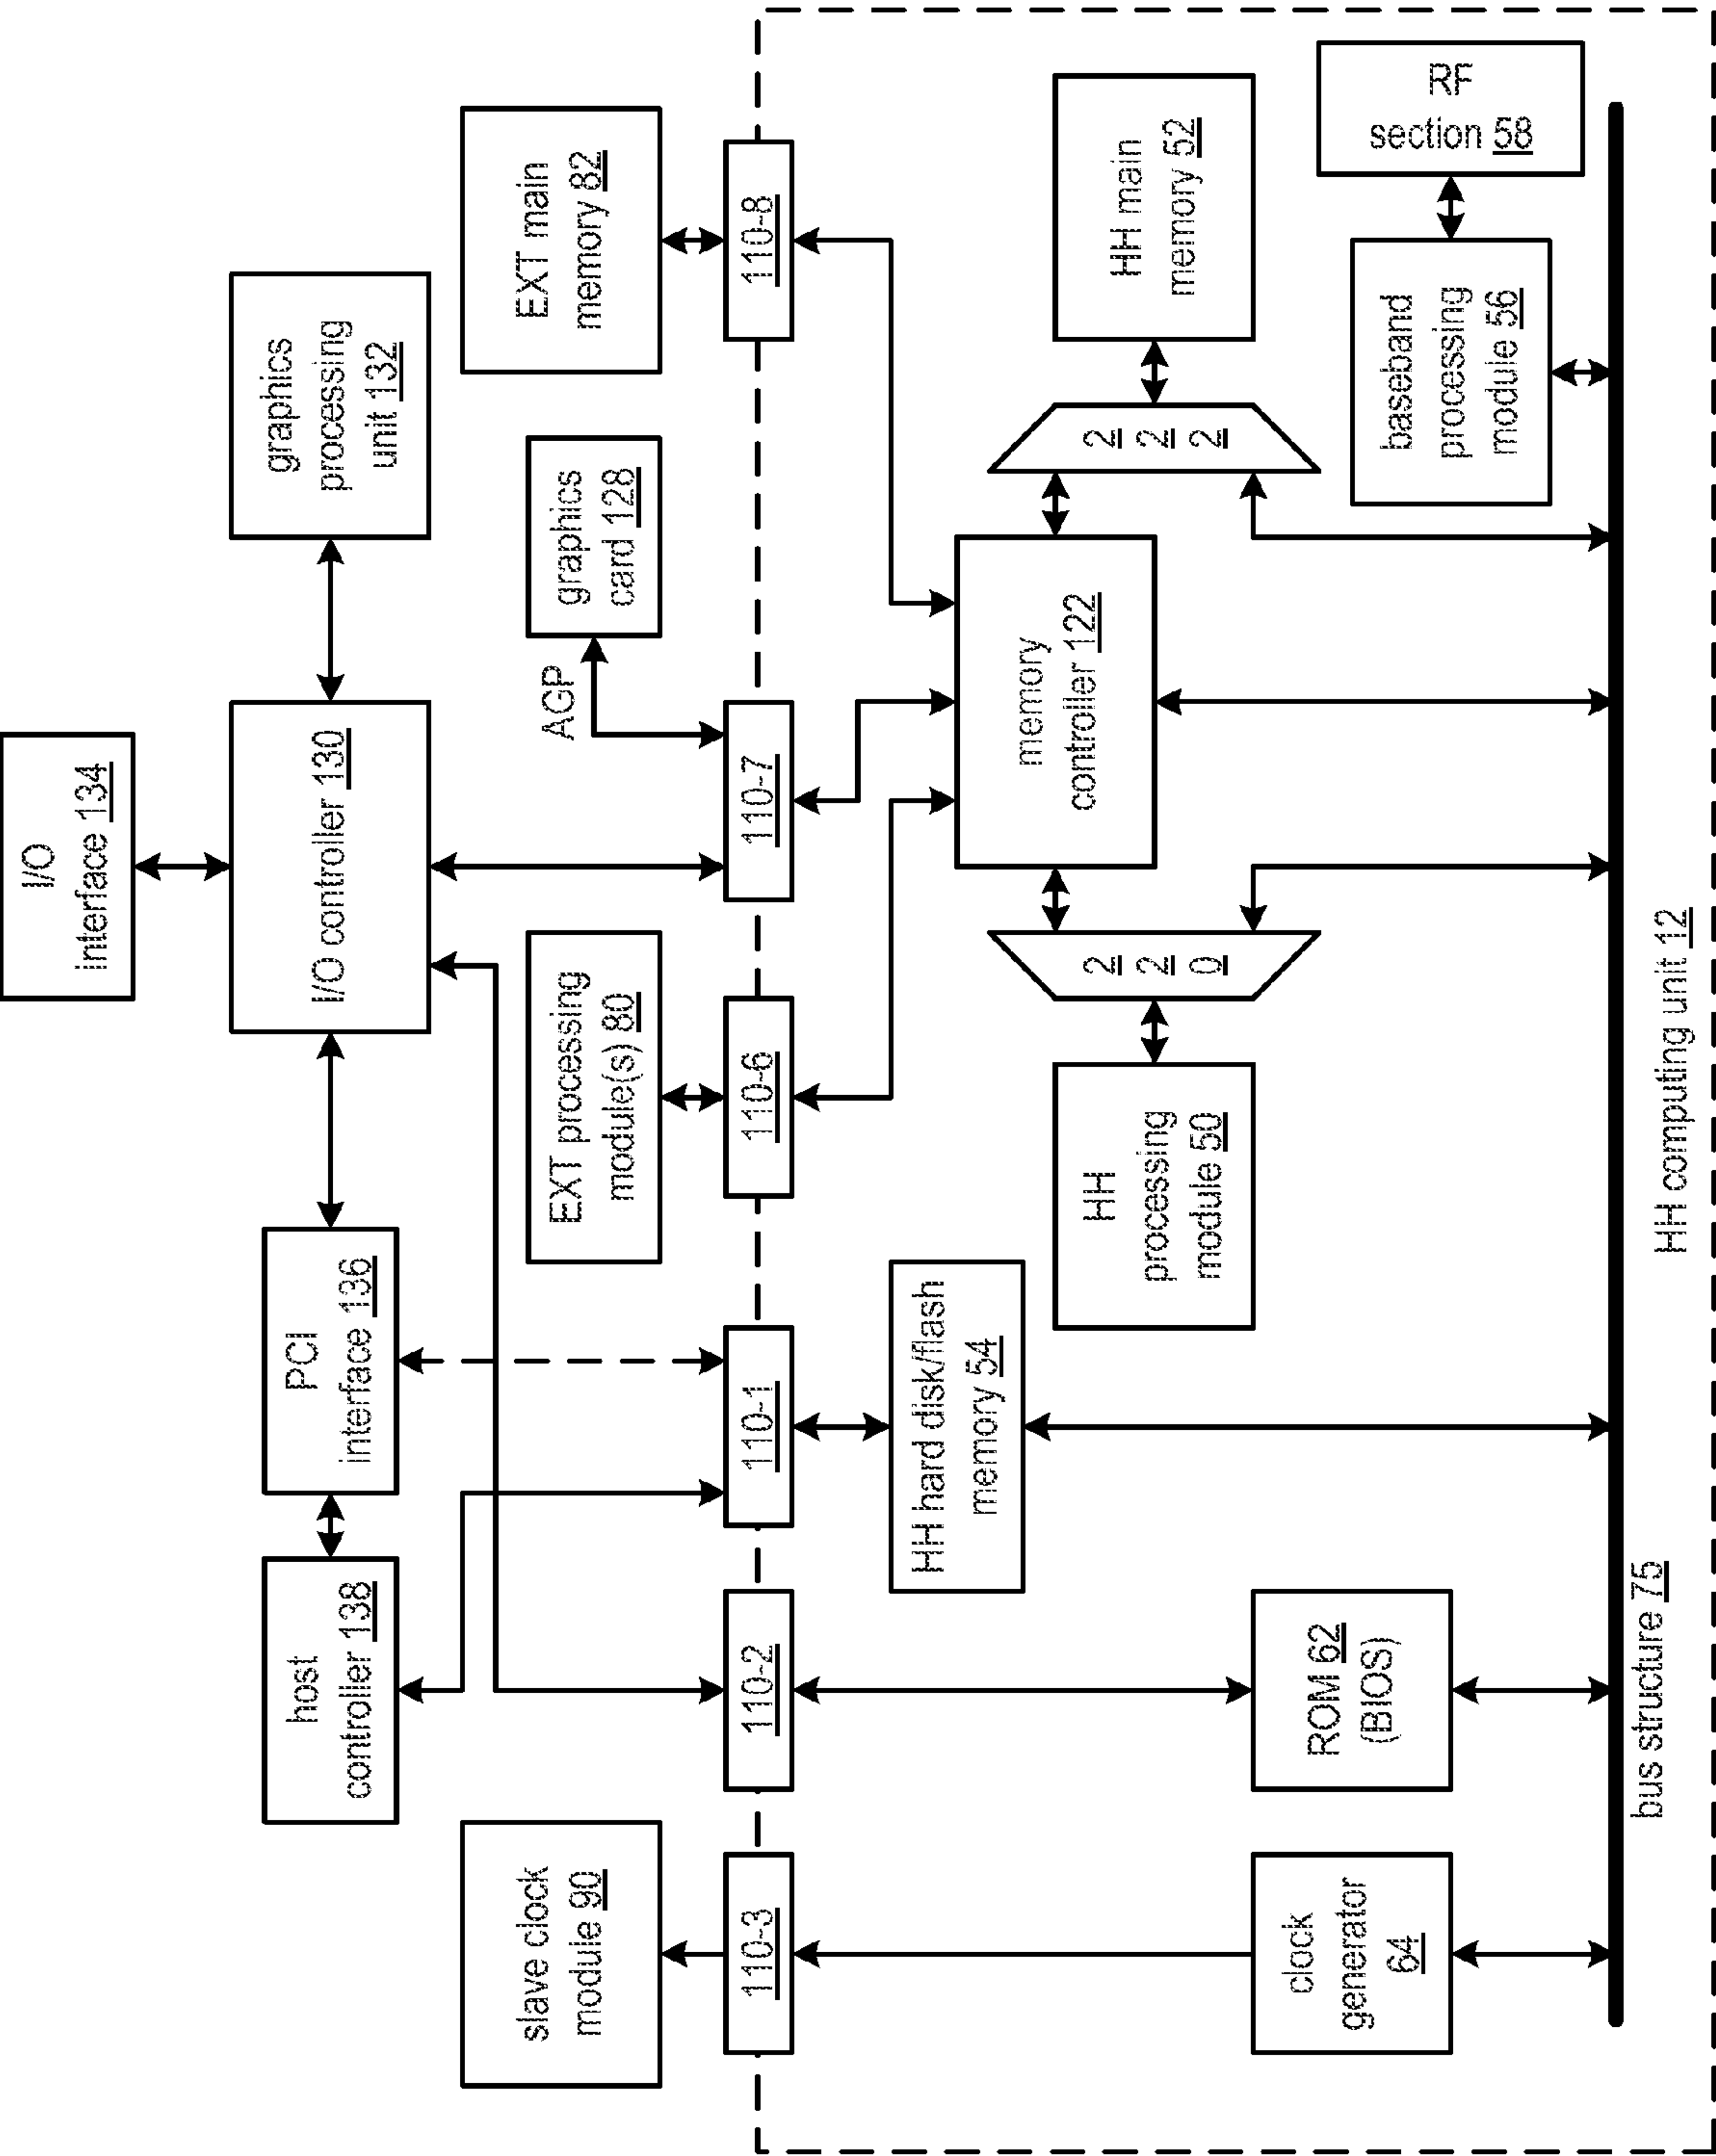 I/O
interface 134
host
controller 138
PCI
interface 136
I/O controller 130
graphics
processing
unit 132
slave clock
module 90
EXT processing
module(s) 80
AGP
graphics
card 128
EXT main
memory 82
110-3
110-2
110-1
110-6
110-7
110-8
HH hard disk/flash
memory 54
memory
controller 122
HH
processing
module 50
2
2
0
2
2
2
HH main
memory 52
clock
generator
64
ROM 62
(BIOS)
baseband
processing
module 56
RF
section 58
bus structure 75
HH computing unit 12